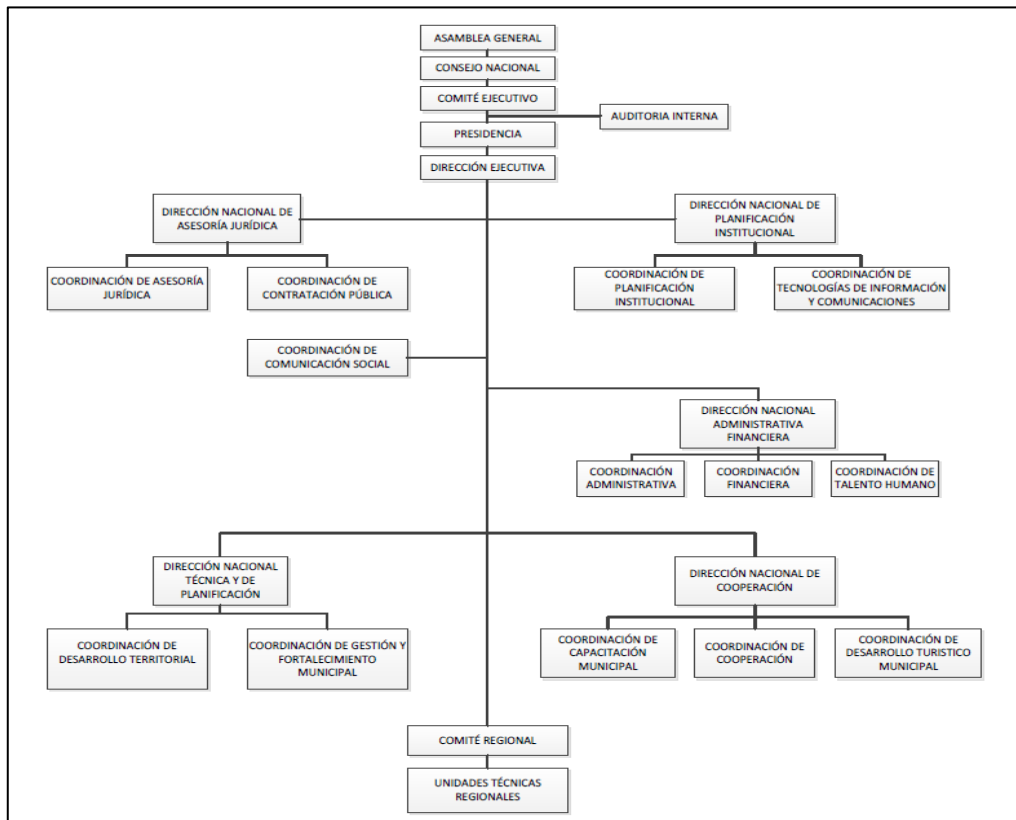 ASAMBLEA GENERAL
CONSEJO NACIONAL
COMITÉ EJECUTIVO
AUDITORIA INTERNA
PRESIDENCIA
DIRECCIÓN EJECUTIVA
DIRECCIÓN NACIONAL DE
ASESORÍA JURÍDICA
DIRECCIÓN NACIONAL DE
PLANIFICACIÓN
INSTITUCIONAL
COORDINACIÓN DE ASESORÍA
JURÍDICA
COORDINACIÓN DE
CONTRATACIÓN PÚBLICA
COORDINACIÓN DE
PLANIFICACIÓN
INSTITUCIONAL
COORDINACIÓN DE
TECNOLOGÍAS DE INFORMACIÓN
Y COMUNICACIONES
COORDINACIÓN DE
COMUNICACIÓN SOCIAL
DIRECCIÓN NACIONAL
ADMINISTRATIVA
FINANCIERA
COORDINACIÓN
ADMINISTRATIVA
COORDINACIÓN
FINANCIERA
COORDINACIÓN DE
TALENTO HUMANO
DIRECCIÓN NACIONAL
TÉCNICA Y DE
PLANIFICACIÓN
DIRECCIÓN NACIONAL DE
COOPERACIÓN
COORDINACIÓN DE
DESARROLLO TERRITORIAL
COORDINACIÓN DE GESTIÓN Y
FORTALECIMIENTO
MUNICIPAL
COORDINACIÓN DE
CAPACITACIÓN
MUNICIPAL
COORDINACIÓN DE
COOPERACIÓN
COORDINACIÓN DE
DESARROLLO TURISTICO
MUNICIPAL
COMITÉ REGIONAL
UNIDADES TÉCNICAS
REGIONALES